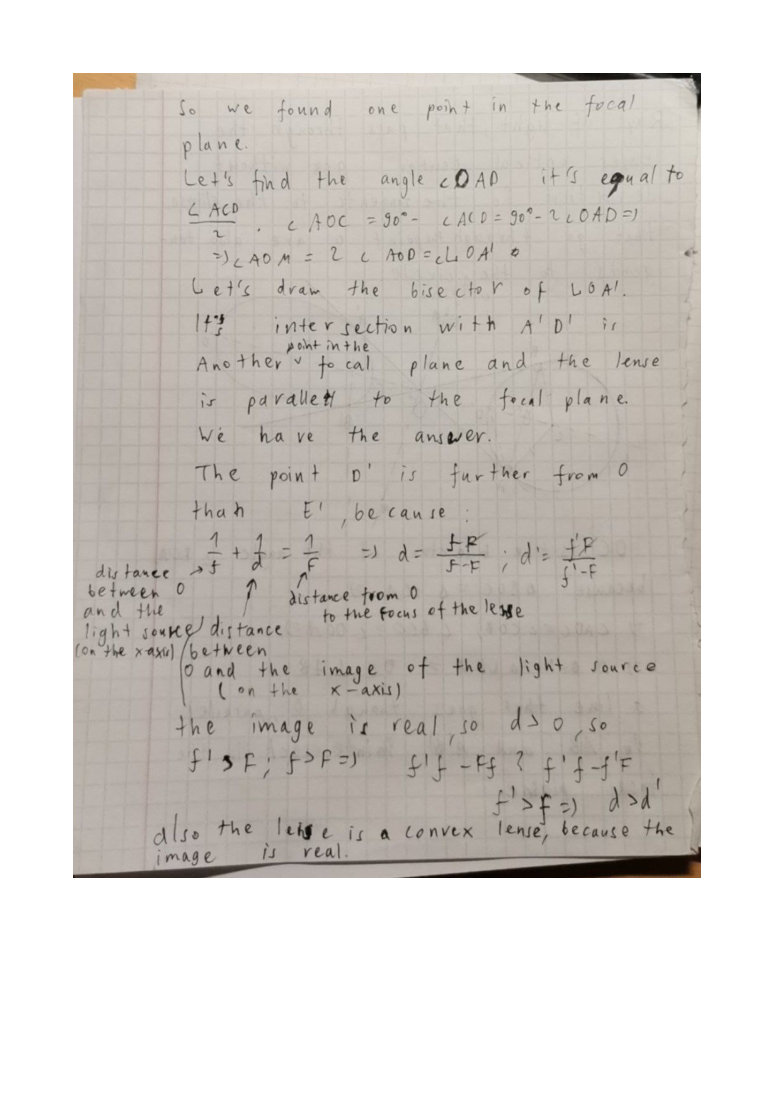 So we found one point in the focal
plane.
Let's find the angle ∠OAD it's equal to
∠ACD/2 . ∠AOC = 90° - ∠ACD = 90° - 2∠OAD =>
=> ∠AOM = 2 ∠AOD = ∠LOA'
Let's draw the bisector of LOA'.
It's intersection with A'D' is
point in the
Another ˅ focal plane and the lense
is parallel to the focal plane.
We have the answer.
The point D' is further from O
than E', because:
1/f + 1/d = 1/F => d = fF/f-F ; d' = f'F/f'-F
distance
between O
and the
light source
(on the x axis)
distance from O
to the focus of the lense
distance
between
O and the image of the light source
(on the x-axis)
the image is real, so d > 0, so
f' > F; f > F => f'f - Ff ? f'f - f'F
f' > f => d > d'
also the lense is a convex lense, because the
image is real.